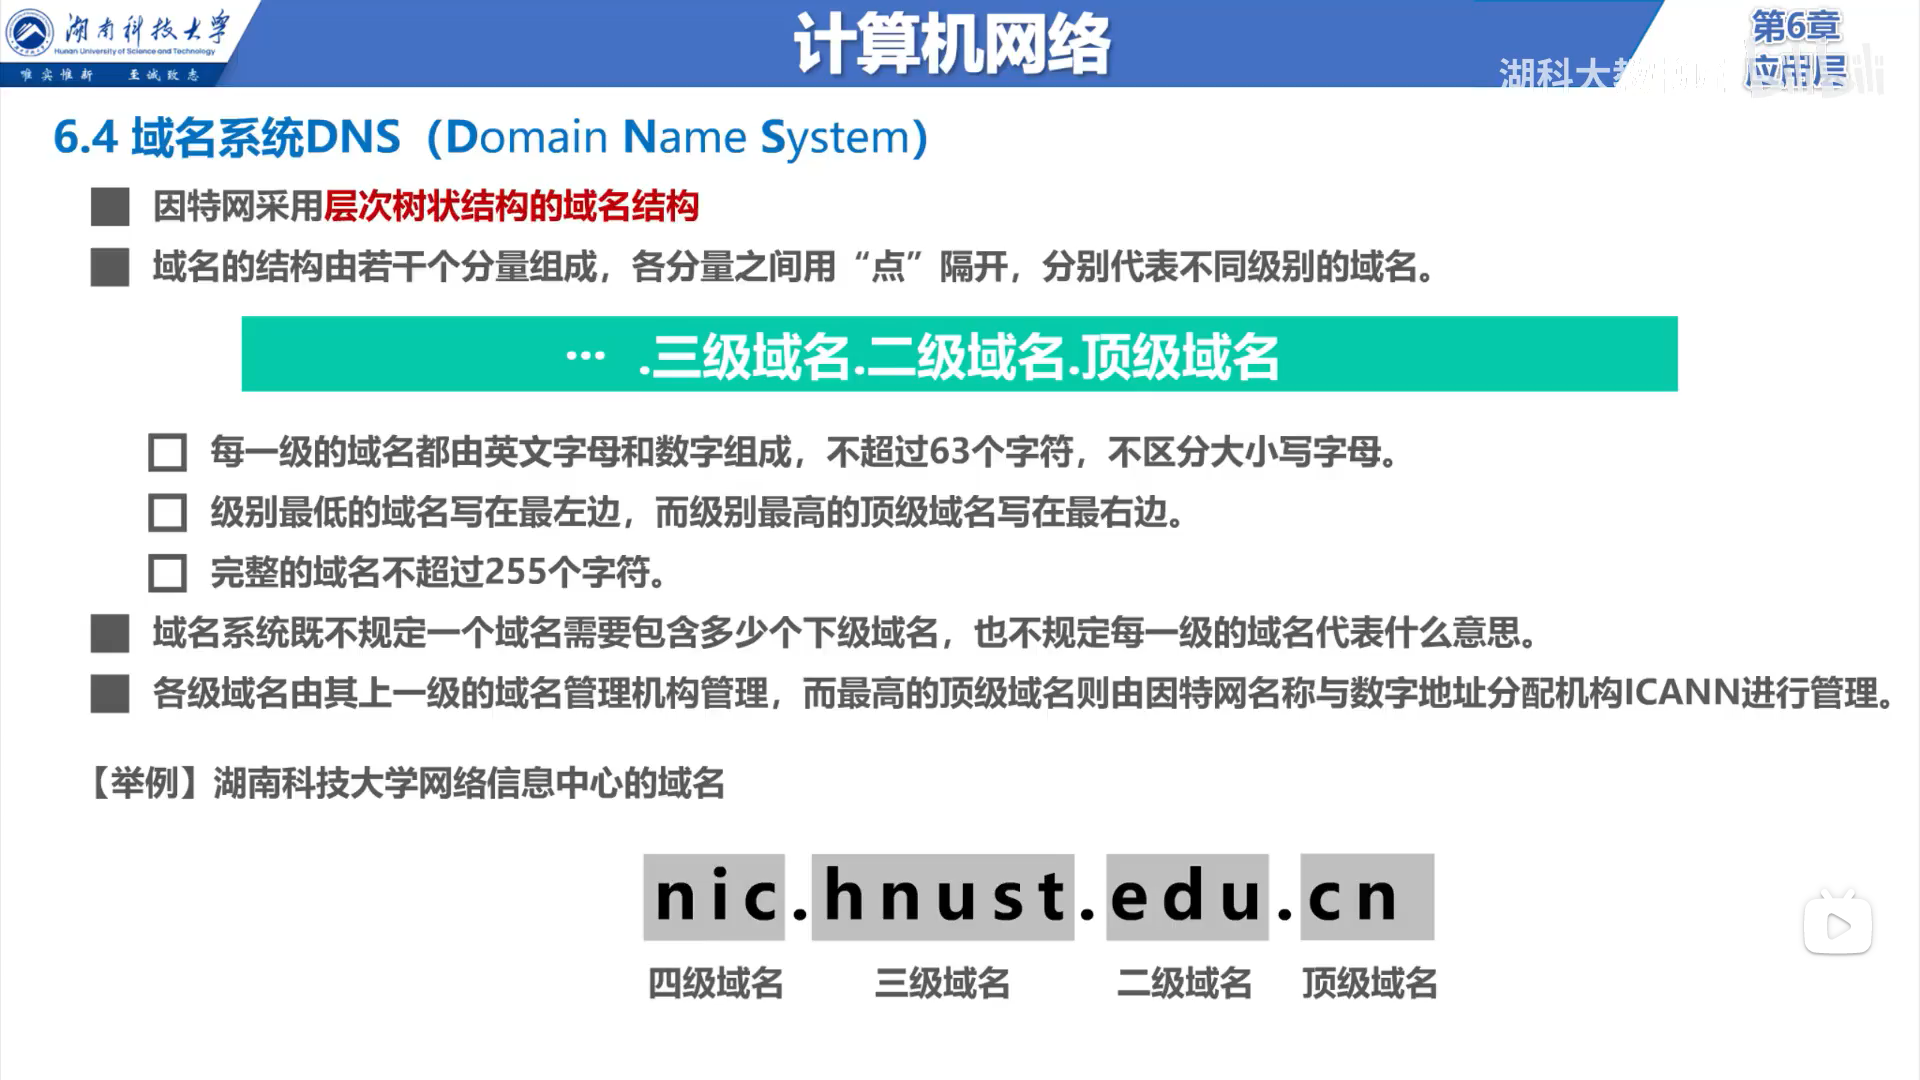 湖南科技大学
Hunan University of Science and Technology
唯实惟新 至诚致志
计算机网络
第6章
应用层
湖科大教书匠
6.4 域名系统DNS（Domain Name System）
因特网采用层次树状结构的域名结构
域名的结构由若干个分量组成，各分量之间用“点”隔开，分别代表不同级别的域名。
… .三级域名.二级域名.顶级域名
每一级的域名都由英文字母和数字组成，不超过63个字符，不区分大小写字母。
级别最低的域名写在最左边，而级别最高的顶级域名写在最右边。
完整的域名不超过255个字符。
域名系统既不规定一个域名需要包含多少个下级域名，也不规定每一级的域名代表什么意思。
各级域名由其上一级的域名管理机构管理，而最高的顶级域名则由因特网名称与数字地址分配机构ICANN进行管理。
【举例】湖南科技大学网络信息中心的域名
nic.hnust.edu.cn
四级域名 三级域名 二级域名 顶级域名